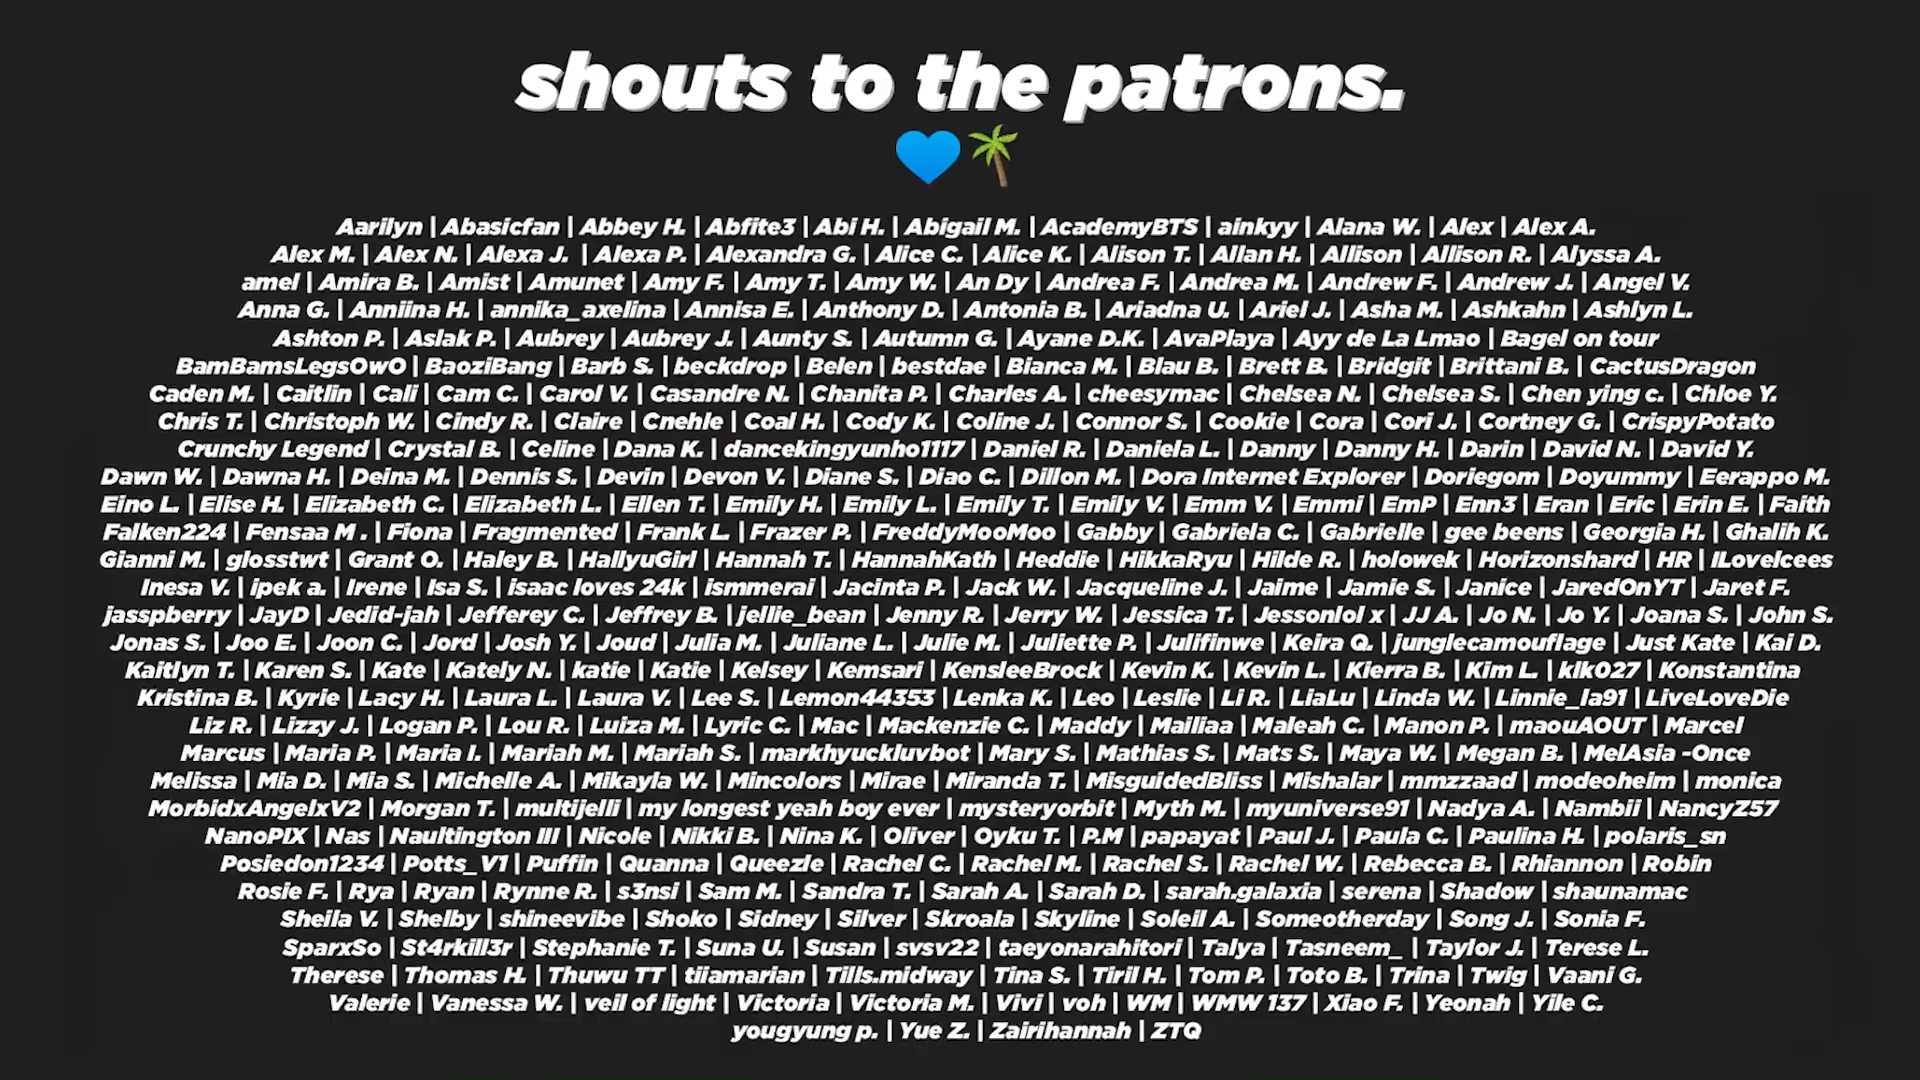 shouts to the patrons.
💙🌴
Aarilyn | Abasicfan | Abbey H. | Abfite3 | Abi H. | Abigail M. | AcademyBTS | ainkyy | Alana W. | Alex | Alex A.
Alex M. | Alex N. | Alexa J. | Alexa P. | Alexandra G. | Alice C. | Alice K. | Alison T. | Allan H. | Allison | Allison R. | Alyssa A.
amel | Amira B. | Amist | Amunet | Amy F. | Amy T. | Amy W. | An Dy | Andrea F. | Andrea M. | Andrew F. | Andrew J. | Angel V.
Anna G. | Anniina H. | annika_axelina | Annisa E. | Anthony D. | Antonia B. | Ariadna U. | Ariel J. | Asha M. | Ashkahn | Ashlyn L.
Ashton P. | Aslak P. | Aubrey | Aubrey J. | Aunty S. | Autumn G. | Ayane D.K. | AvaPlaya | Ayy de La Lmao | Bagel on tour
BamBamsLegsOwO | BaoziBang | Barb S. | beckdrop | Belen | bestdae | Bianca M. | Blau B. | Brett B. | Bridgit | Brittani B. | CactusDragon
Caden M. | Caitlin | Cali | Cam C. | Carol V. | Casandre N. | Chanita P. | Charles A. | cheesymac | Chelsea N. | Chelsea S. | Chen ying c. | Chloe Y.
Chris T. | Christoph W. | Cindy R. | Claire | Cnehle | Coal H. | Cody K. | Coline J. | Connor S. | Cookie | Cora | Cori J. | Cortney G. | CrispyPotato
Crunchy Legend | Crystal B. | Celine | Dana K. | dancekingyunho1117 | Daniel R. | Daniela L. | Danny | Danny H. | Darin | David N. | David Y.
Dawn W. | Dawna H. | Deina M. | Dennis S. | Devin | Devon V. | Diane S. | Diao C. | Dillon M. | Dora Internet Explorer | Doriegom | Doyummy | Eerappo M.
Eino L. | Elise H. | Elizabeth C. | Elizabeth L. | Ellen T. | Emily H. | Emily L. | Emily T. | Emily V. | Emm V. | Emmi | EmP | Enn3 | Eran | Eric | Erin E. | Faith
Falken224 | Fensaa M . | Fiona | Fragmented | Frank L. | Frazer P. | FreddyMooMoo | Gabby | Gabriela C. | Gabrielle | gee beens | Georgia H. | Ghalih K.
Gianni M. | glosstwt | Grant O. | Haley B. | HallyuGirl | Hannah T. | HannahKath | Heddie | HikkaRyu | Hilde R. | holowek | Horizonshard | HR | iLoveIcees
Inesa V. | ipek a. | Irene | Isa S. | isaac loves 24k | ismmerai | Jacinta P. | Jack W. | Jacqueline J. | Jaime | Jamie S. | Janice | JaredOnYT | Jaret F.
jasspberry | JayD | Jedid-jah | Jefferey C. | Jeffrey B. | jellie_bean | Jenny R. | Jerry W. | Jessica T. | Jessonlol x | JJ A. | Jo N. | Jo Y. | Joana S. | John S.
Jonas S. | Joo E. | Joon C. | Jord | Josh Y. | Joud | Julia M. | Juliane L. | Julie M. | Juliette P. | Julifinwe | Keira Q. | junglecamouflage | Just Kate | Kai D.
Kaitlyn T. | Karen S. | Kate | Kately N. | katie | Katie | Kelsey | Kemsari | KensleeBrock | Kevin K. | Kevin L. | Kierra B. | Kim L. | klk027 | Konstantina
Kristina B. | Kyrie | Lacy H. | Laura L. | Laura V. | Lee S. | Lemon44353 | Lenka K. | Leo | Leslie | Li R. | LiaLu | Linda W. | Linnie_la91 | LiveLoveDie
Liz R. | Lizzy J. | Logan P. | Lou R. | Luiza M. | Lyric C. | Mac | Mackenzie C. | Maddy | Mailiaa | Maleah C. | Manon P. | maouAOUT | Marcel
Marcus | Maria P. | Maria I. | Mariah M. | Mariah S. | markhyuckluvbot | Mary S. | Mathias S. | Mats S. | Maya W. | Megan B. | MelAsia -Once
Melissa | Mia D. | Mia S. | Michelle A. | Mikayla W. | Mincolors | Mirae | Miranda T. | MisguidedBliss | Mishalar | mmzzaad | modeoheim | monica
MorbidxAngelxV2 | Morgan T. | multijelli | my longest yeah boy ever | mysteryorbit | Myth M. | myuniverse91 | Nadya A. | Nambii | NancyZ57
NanoPIX | Nas | Naultington III | Nicole | Nikki B. | Nina K. | Oliver | Oyku T. | P.M | papayat | Paul J. | Paula C. | Paulina H. | polaris_sn
Posiedon1234 | Potts_V1 | Puffin | Quanna | Queezle | Rachel C. | Rachel M. | Rachel S. | Rachel W. | Rebecca B. | Rhiannon | Robin
Rosie F. | Rya | Ryan | Rynne R. | s3nsi | Sam M. | Sandra T. | Sarah A. | Sarah D. | sarah.galaxia | serena | Shadow | shaunamac
Sheila V. | Shelby | shineevibe | Shoko | Sidney | Silver | Skroala | Skyline | Soleil A. | Someotherday | Song J. | Sonia F.
SparxSo | St4rkill3r | Stephanie T. | Suna U. | Susan | svsv22 | taeyonarahitori | Talya | Tasneem_ | Taylor J. | Terese L.
Therese | Thomas H. | Thuwu TT | tiiamarian | Tills.midway | Tina S. | Tiril H. | Tom P. | Toto B. | Trina | Twig | Vaani G.
Valerie | Vanessa W. | veil of light | Victoria | Victoria M. | Vivi | voh | WM | WMW 137 | Xiao F. | Yeonah | Yile C.
yougyung p. | Yue Z. | Zairihannah | ZTQ